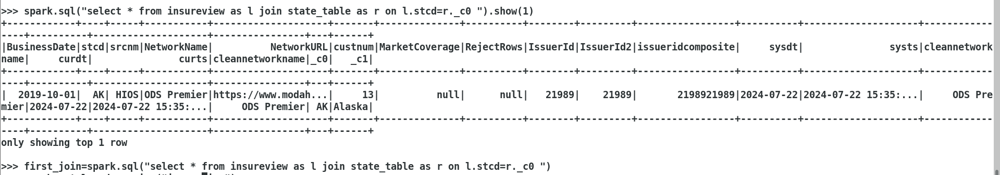 >>> spark.sql("select * from insureview as l join state_table as r on l.stcd=r._c0 ").show(1)
+------------+----+-----+-----------+--------------------+-------+--------------+----------+--------+---------+-----------------+----------+--------------------+------------
----+----------+--------------------+----------------+---+------+
|BusinessDate|stcd|srcnm|NetworkName|          NetworkURL|custnum|MarketCoverage|RejectRows|IssuerId|IssuerId2|issueridcomposite|     sysdt|               systs|cleannetwork
name|     curdt|               curts|cleannetworkname|_c0|   _c1|
+------------+----+-----+-----------+--------------------+-------+--------------+----------+--------+---------+-----------------+----------+--------------------+------------
----+----------+--------------------+----------------+---+------+
|  2019-10-01|  AK| HIOS|ODS Premier|https://www.modah...|     13|          null|      null|   21989|    21989|       2198921989|2024-07-22|2024-07-22 15:35:...|     ODS Pre
mier|2024-07-22|2024-07-22 15:35:...|     ODS Premier| AK|Alaska|
+------------+----+-----+-----------+--------------------+-------+--------------+----------+--------+---------+-----------------+----------+--------------------+------------
----+----------+--------------------+----------------+---+------+
only showing top 1 row
>>> first_join=spark.sql("select * from insureview as l join state_table as r on l.stcd=r._c0 ")